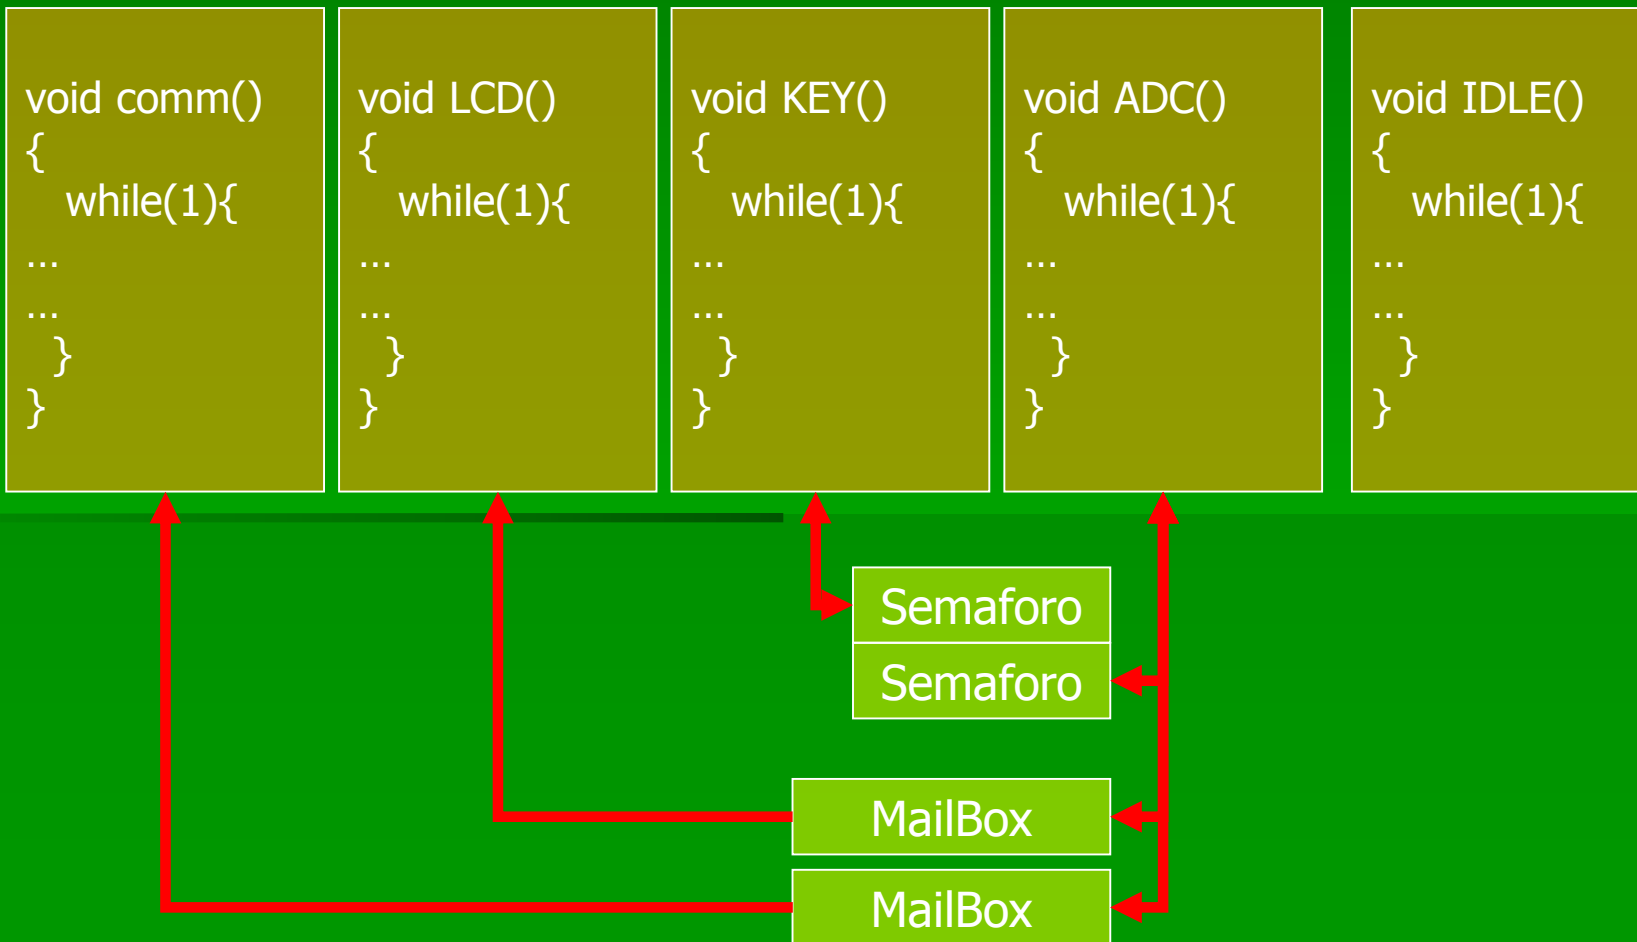 void comm()
{
while(1){
...
...
}
}
void LCD()
{
while(1){
...
...
}
}
void KEY()
{
while(1){
...
...
}
}
void ADC()
{
while(1){
...
...
}
}
void IDLE()
{
while(1){
...
...
}
}
Semaforo
Semaforo
MailBox
MailBox